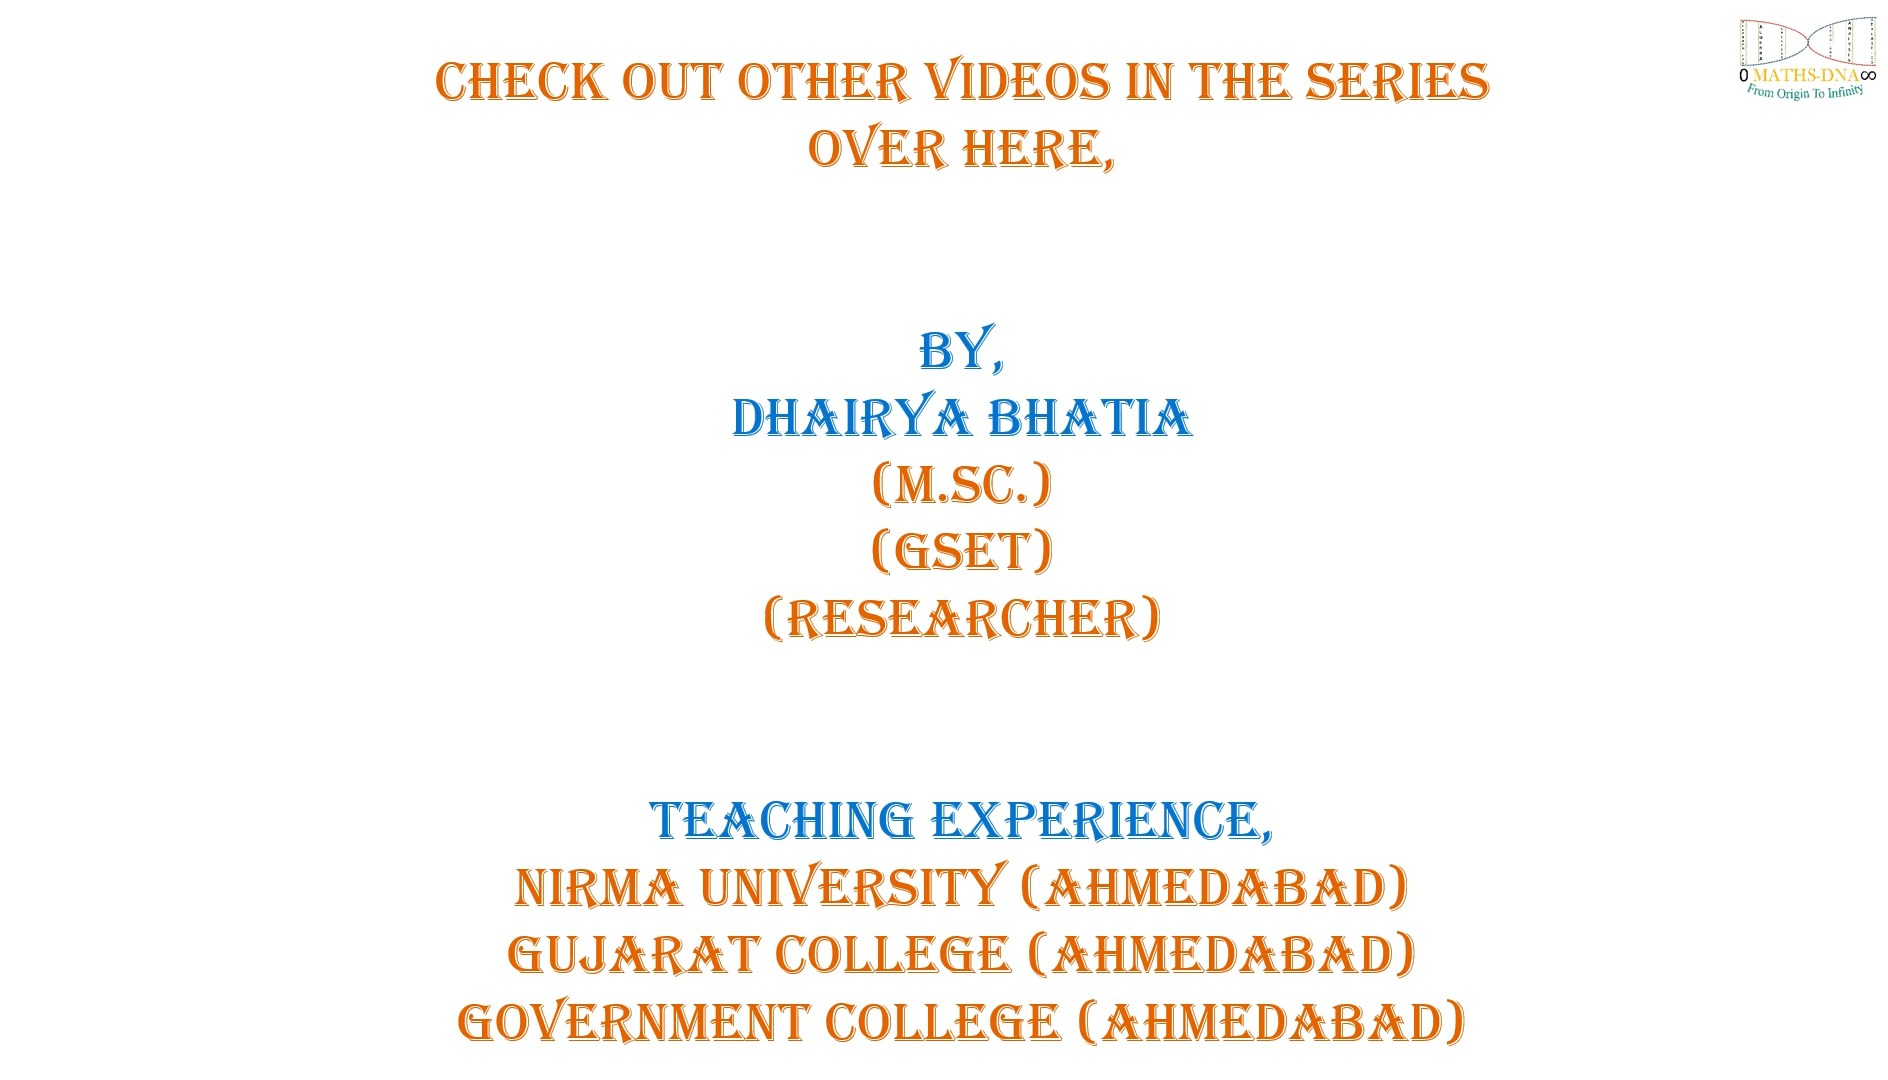 CHECK OUT OTHER VIDEOS IN THE SERIES
OVER HERE,
0 MATHS-DNA∞
From Origin To Infinity
BY,
DHAIRYA BHATIA
(M.SC.)
(GSET)
(RESEARCHER)
TEACHING EXPERIENCE,
NIRMA UNIVERSITY (AHMEDABAD)
GUJARAT COLLEGE (AHMEDABAD)
GOVERNMENT COLLEGE (AHMEDABAD)